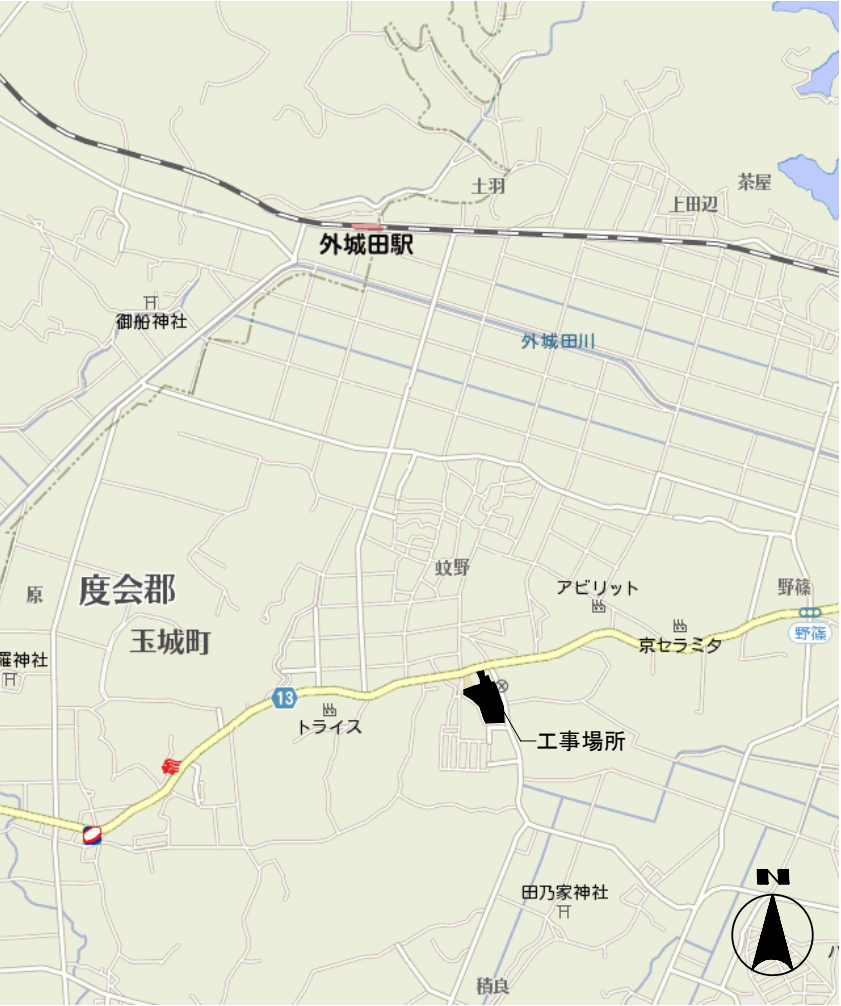 茶屋
土羽
上田辺
外城田駅
御船神社
外城田川
蚊野
アビリット
野篠
原
度会郡
京セラミタ
野篠
玉城町
羅神社
13
トライス
工事場所
N
田乃家神社
積良